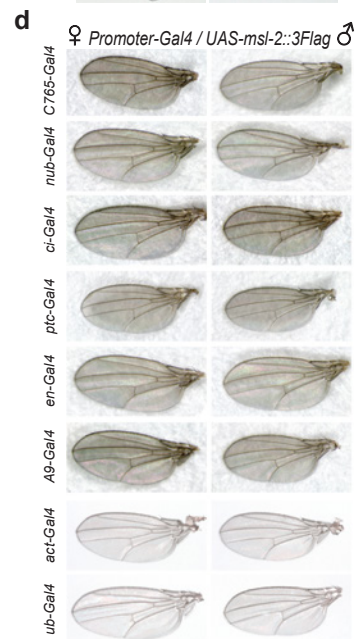 d
♀ Promoter-Gal4 / UAS-msl-2::3Flag ♂
C765-Gal4
nub-Gal4
ci-Gal4
ptc-Gal4
en-Gal4
A9-Gal4
act-Gal4
ub-Gal4